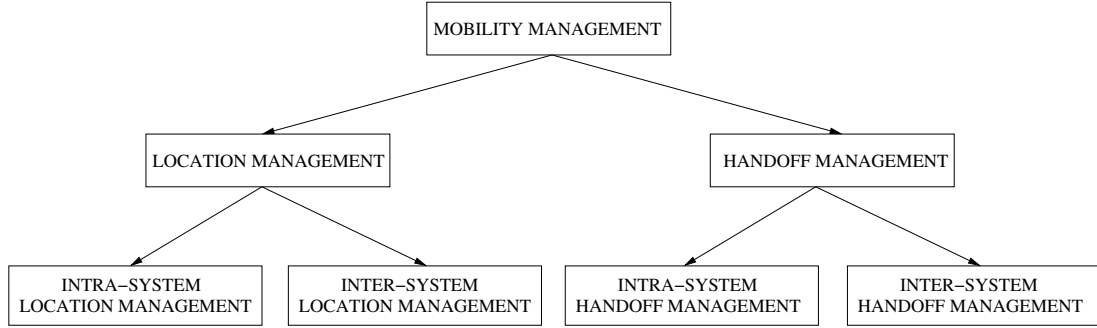 MOBILITY MANAGEMENT
LOCATION MANAGEMENT
HANDOFF MANAGEMENT
INTRA−SYSTEM
LOCATION MANAGEMENT
INTER−SYSTEM
LOCATION MANAGEMENT
INTRA−SYSTEM
HANDOFF MANAGEMENT
INTER−SYSTEM
HANDOFF MANAGEMENT